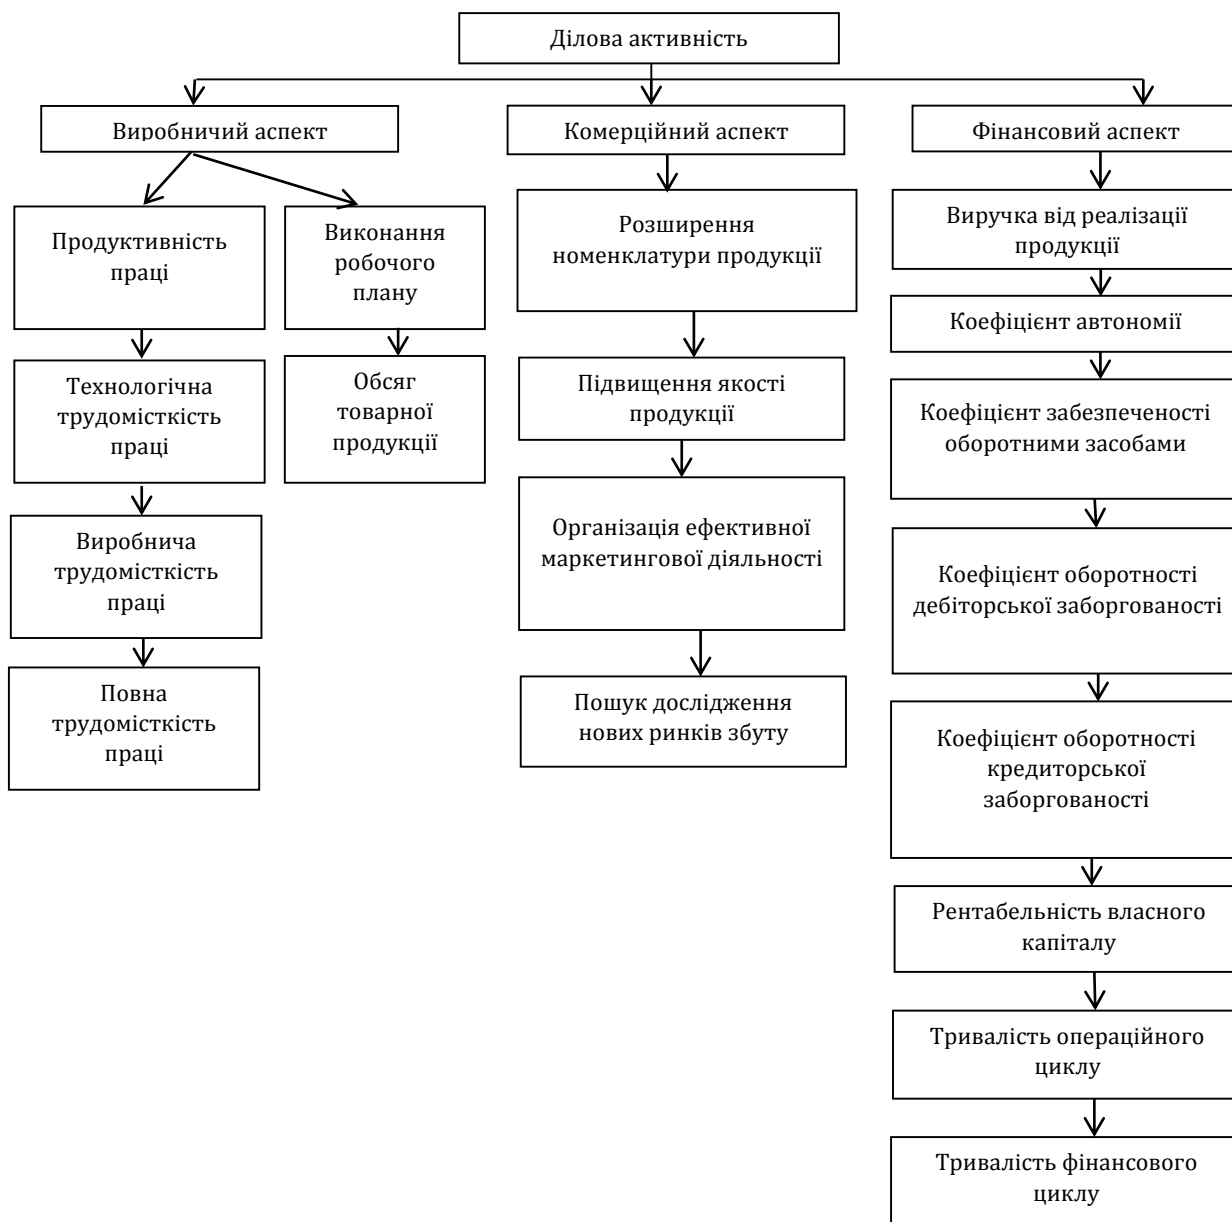 Ділова активність
Виробничий аспект
Комерційний аспект
Фінансовий аспект
Продуктивність
праці
Виконання
робочого
плану
Технологічна
трудомісткість
праці
Обсяг
товарної
продукції
Виробнича
трудомісткість
праці
Повна
трудомісткість
праці
Розширення
номенклатури продукції
Підвищення якості
продукції
Організація ефективної
маркетингової діяльності
Пошук дослідження
нових ринків збуту
Виручка від реалізації
продукції
Коефіцієнт автономії
Коефіцієнт забезпеченості
оборотними засобами
Коефіцієнт оборотності
дебіторської заборгованості
Коефіцієнт оборотності
кредиторської
заборгованості
Рентабельність власного
капіталу
Тривалість операційного
циклу
Тривалість фінансового
циклу